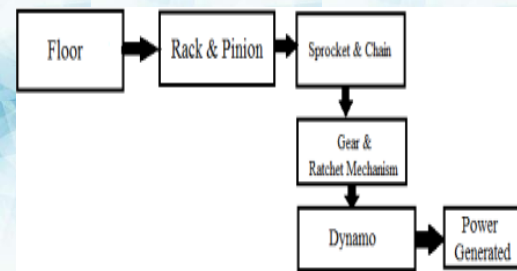 Floor
Rack & Pinion
Sprocket & Chain
Gear &
Ratchet Mechanism
Dynamo
Power
Generated